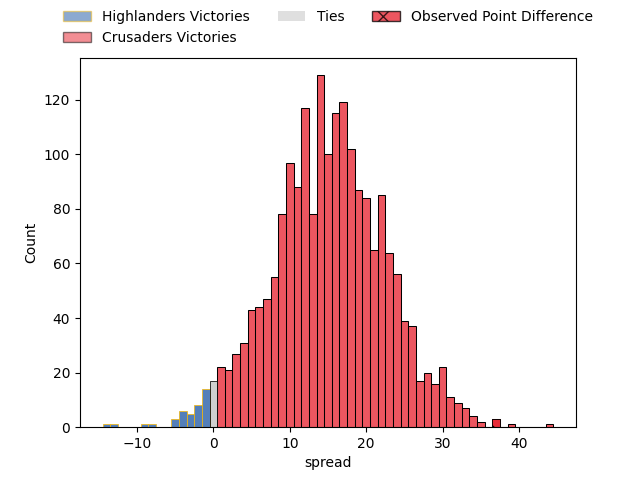 Highlanders Victories
Crusaders Victories
Ties
Observed Point Difference
120
100
80
60
40
20
0
Count
−10 0 10 20 30 40
spread